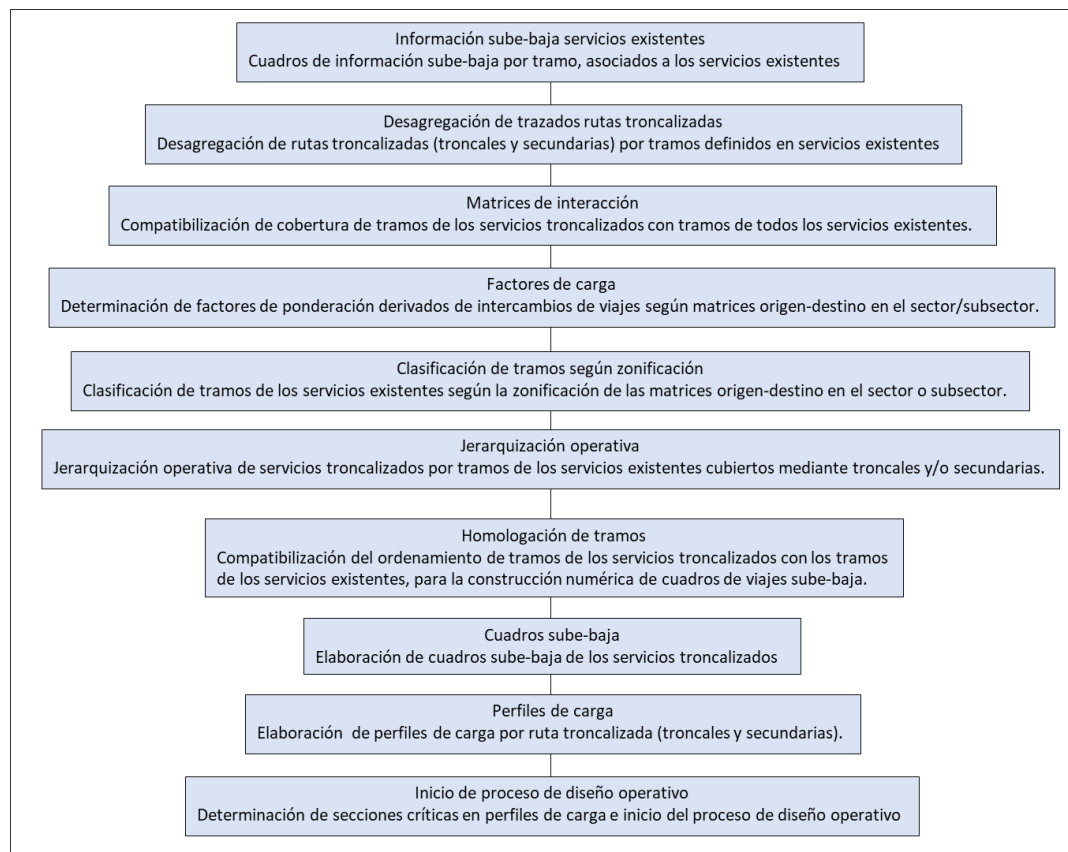 Información sube-baja servicios existentes
Cuadros de información sube-baja por tramo, asociados a los servicios existentes
Desagregación de trazados rutas troncalizadas
Desagregación de rutas troncalizadas (troncales y secundarias) por tramos definidos en servicios existentes
Matrices de interacción
Compatibilización de cobertura de tramos de los servicios troncalizados con tramos de todos los servicios existentes.
Factores de carga
Determinación de factores de ponderación derivados de intercambios de viajes según matrices origen-destino en el sector/subsector.
Clasificación de tramos según zonificación
Clasificación de tramos de los servicios existentes según la zonificación de las matrices origen-destino en el sector o subsector.
Jerarquización operativa
Jerarquización operativa de servicios troncalizados por tramos de los servicios existentes cubiertos mediante troncales y/o secundarias.
Homologación de tramos
Compatibilización del ordenamiento de tramos de los servicios troncalizados con los tramos
de los servicios existentes, para la construcción numérica de cuadros de viajes sube-baja.
Cuadros sube-baja
Elaboración de cuadros sube-baja de los servicios troncalizados
Perfiles de carga
Elaboración de perfiles de carga por ruta troncalizada (troncales y secundarias).
Inicio de proceso de diseño operativo
Determinación de secciones críticas en perfiles de carga e inicio del proceso de diseño operativo